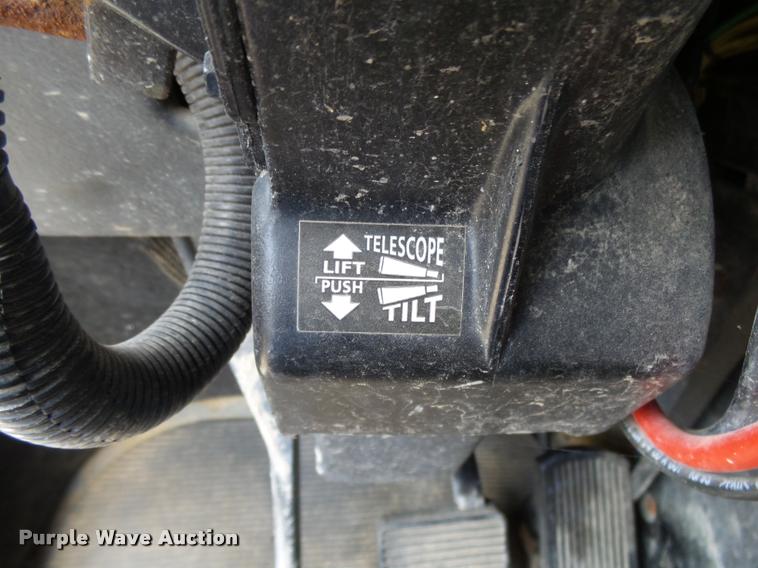 TELESCOPE
LIFT
PUSH
TILT
Purple Wave Auction